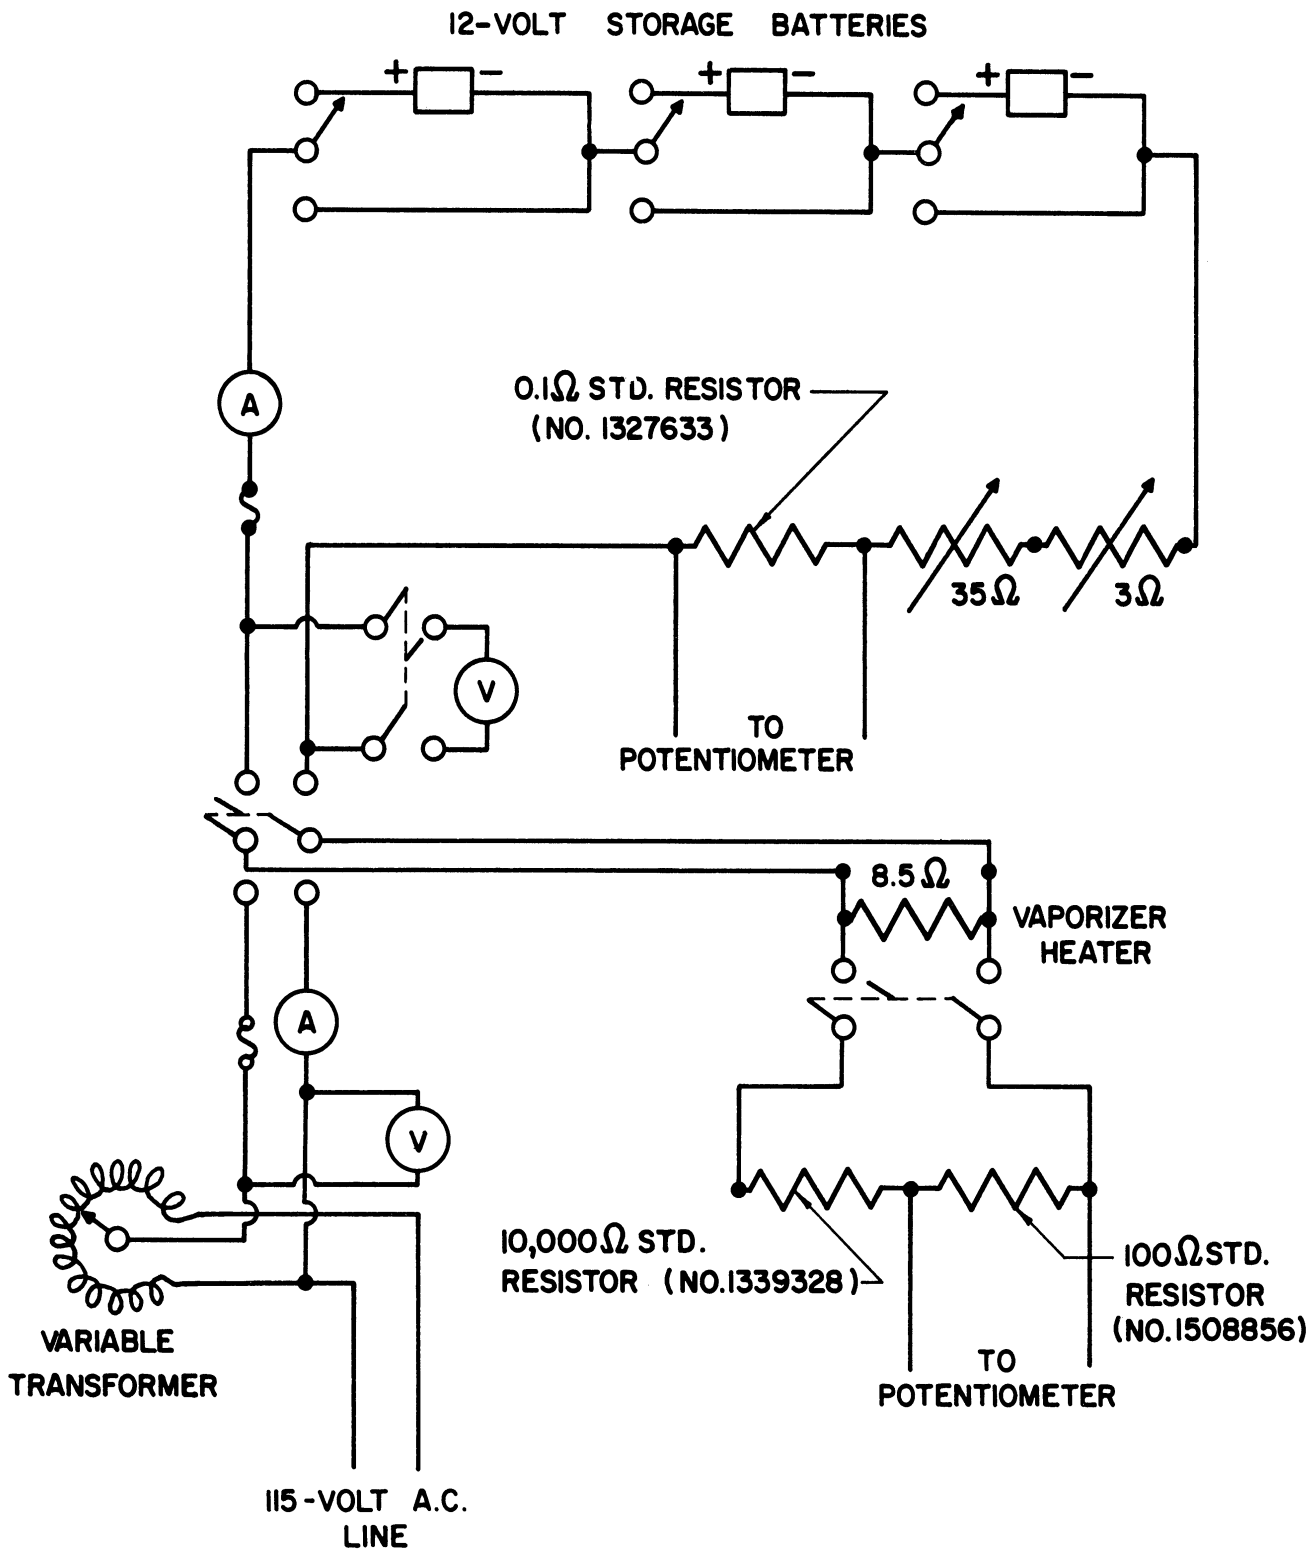 12-VOLT STORAGE BATTERIES
+ − + − + −
A
0.1Ω STD. RESISTOR
(NO. 1327633)
35Ω 3Ω
V
TO
POTENTIOMETER
8.5Ω
VAPORIZER
HEATER
A
V
10,000Ω STD.
RESISTOR (NO.1339328)
100Ω STD.
RESISTOR
(NO.1508856)
VARIABLE
TRANSFORMER
TO
POTENTIOMETER
115-VOLT A.C.
LINE